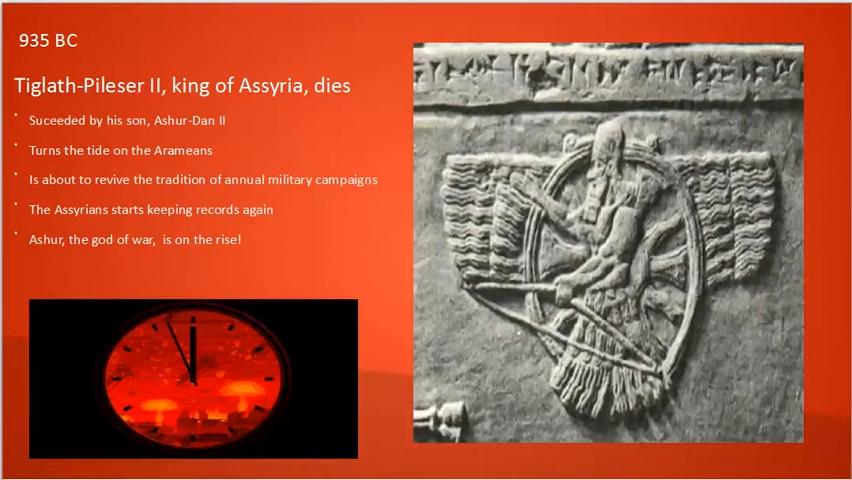 935 BC
Tiglath-Pileser II, king of Assyria, dies
Suceeded by his son, Ashur-Dan II
Turns the tide on the Arameans
Is about to revive the tradition of annual military campaigns
The Assyrians starts keeping records again
Ashur, the god of war,  is on the rise!